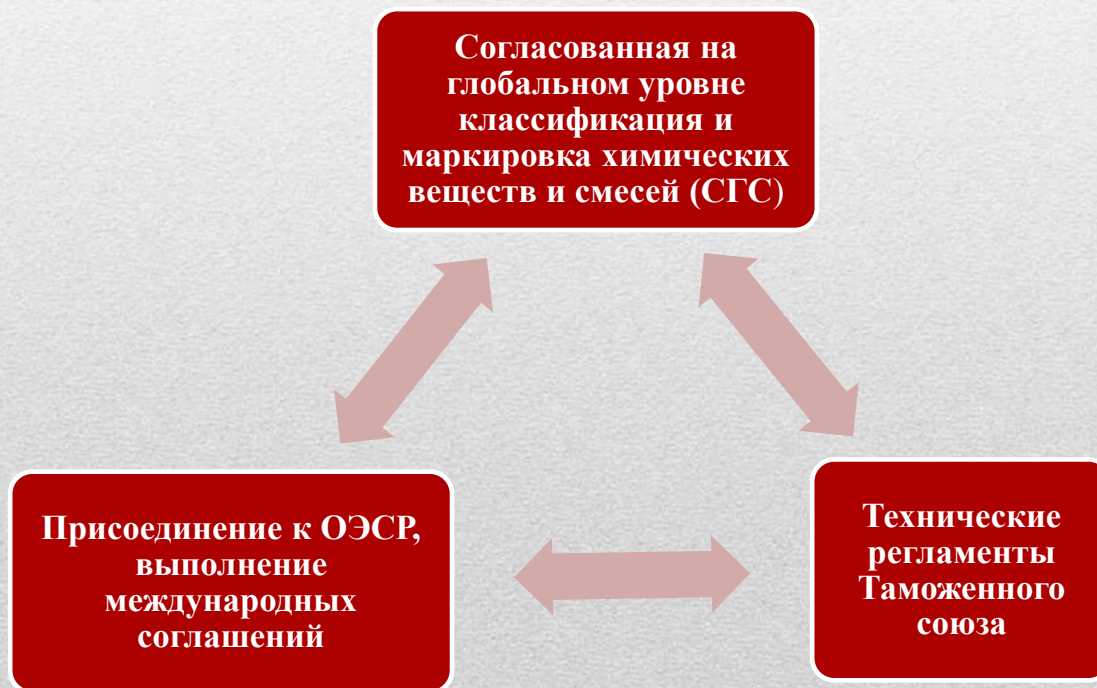 Согласованная на
глобальном уровне
классификация и
маркировка химических
веществ и смесей (СГС)
Присоединение к ОЭСР,
выполнение
международных
соглашений
Технические
регламенты
Таможенного
союза